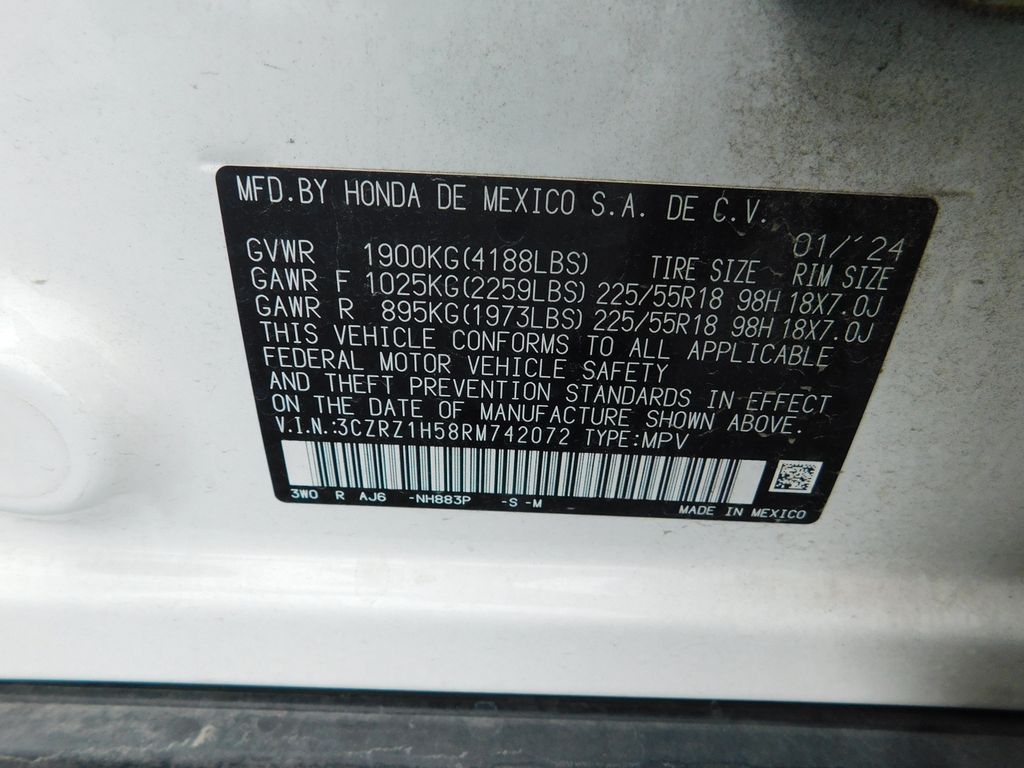 MFD.BY HONDA DE MEXICO S.A. DE C.V.
01/'24
GVWR 1900KG(4188LBS) TIRE SIZE RIM SIZE
GAWR F 1025KG(2259LBS) 225/55R18 98H 18X7.0J
GAWR R 895KG(1973LBS) 225/55R18 98H 18X7.0J
THIS VEHICLE CONFORMS TO ALL APPLICABLE
FEDERAL MOTOR VEHICLE SAFETY
AND THEFT PREVENTION STANDARDS IN EFFECT
ON THE DATE OF MANUFACTURE SHOWN ABOVE.
V.I.N.:3CZRZ1H58RM742072 TYPE:MPV
3W0 R AJ6 -NH883P -S -M
MADE IN MEXICO